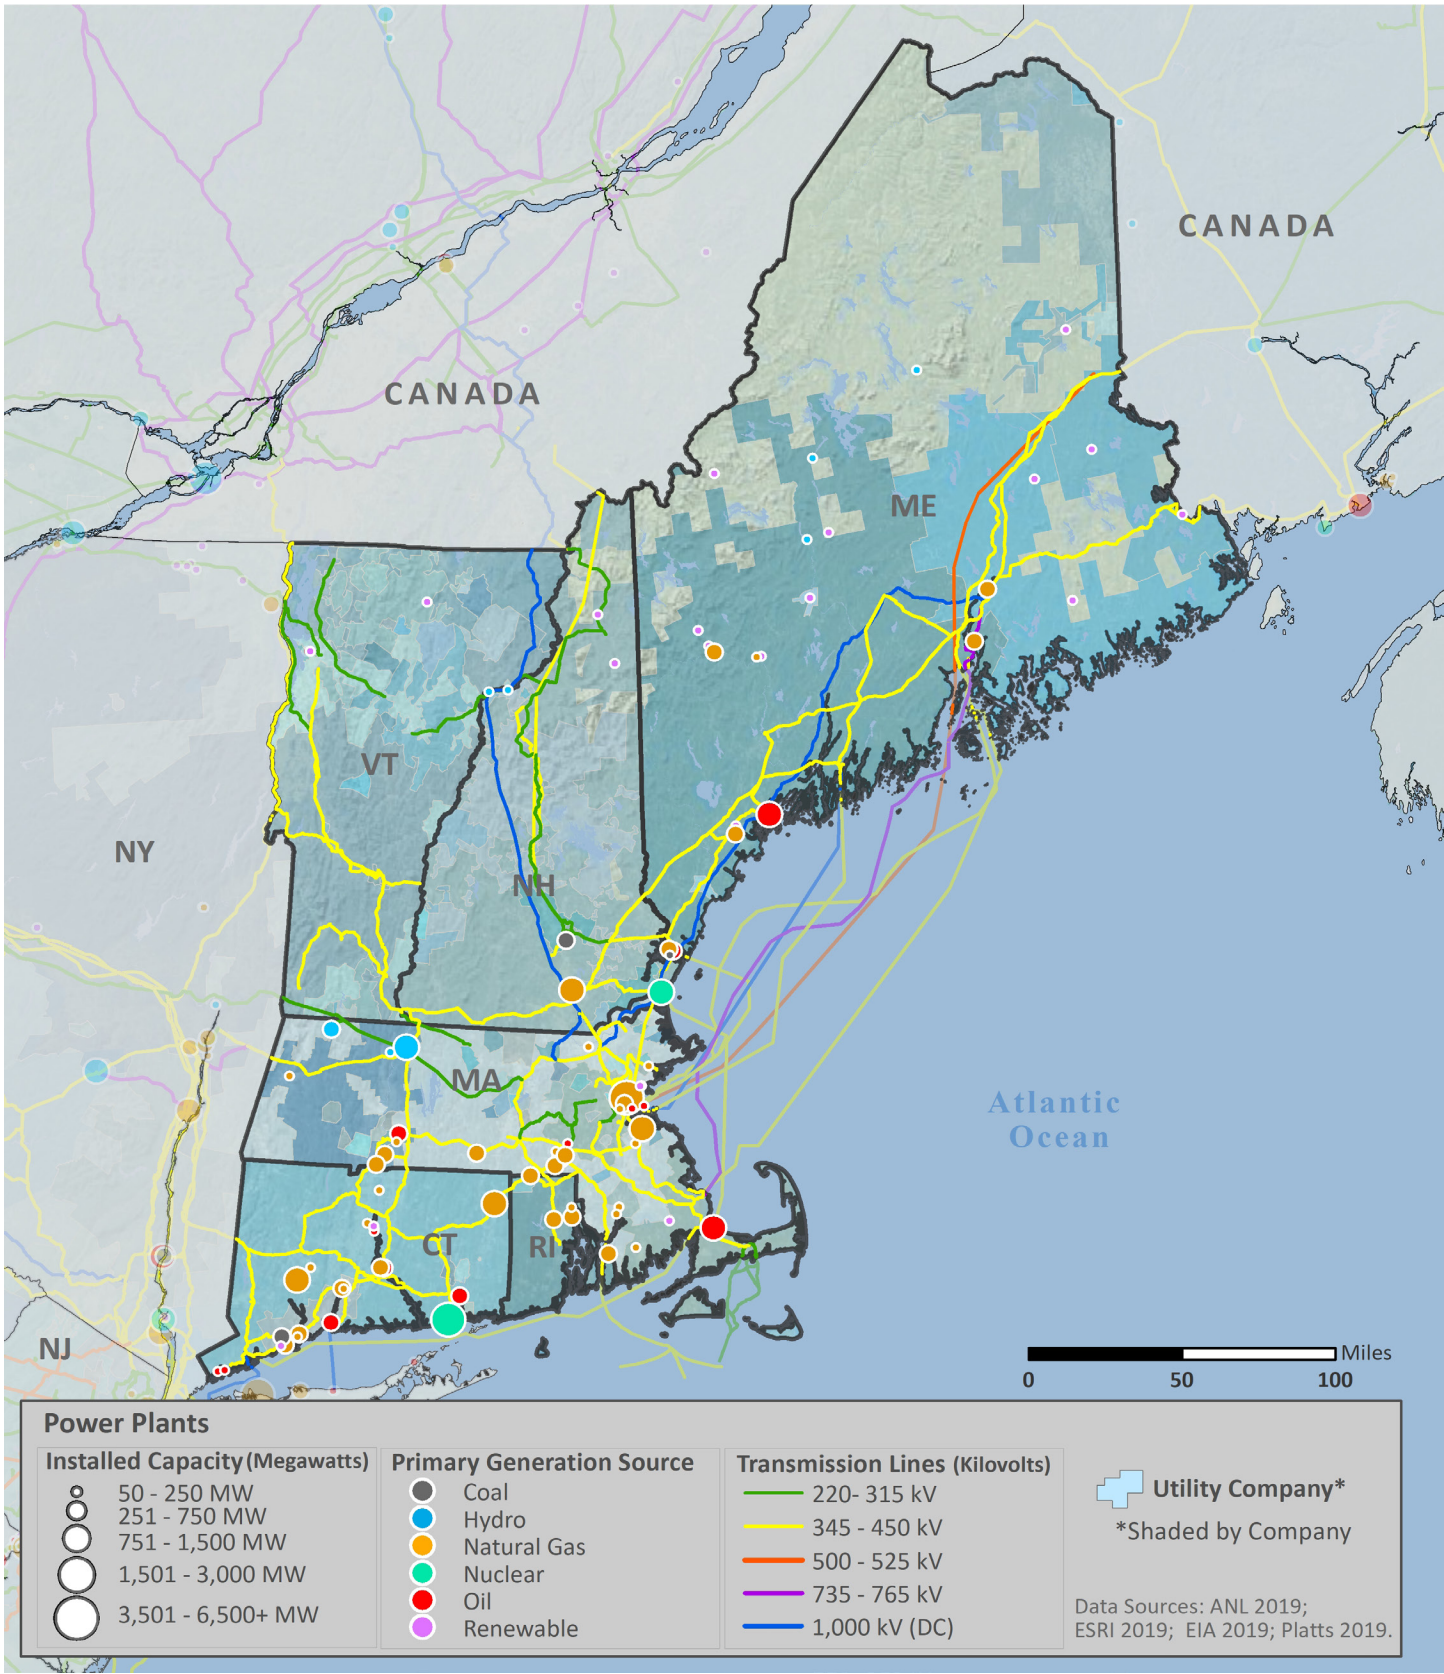 CANADA
CANADA
ME
VT
NY
NH
MA
Atlantic
Ocean
CT
RI
NJ
Miles
0 50 100
Power Plants
Installed Capacity (Megawatts)
50 - 250 MW
251 - 750 MW
751 - 1,500 MW
1,501 - 3,000 MW
3,501 - 6,500+ MW
Primary Generation Source
Coal
Hydro
Natural Gas
Nuclear
Oil
Renewable
Transmission Lines (Kilovolts)
220- 315 kV
345 - 450 kV
500 - 525 kV
735 - 765 kV
1,000 kV (DC)
Utility Company*
*Shaded by Company
Data Sources: ANL 2019;
ESRI 2019; EIA 2019; Platts 2019.